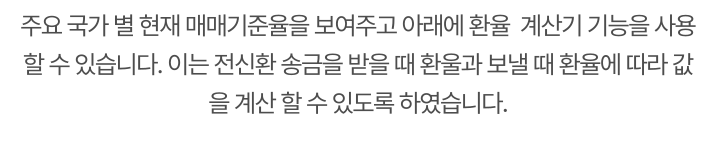 주요 국가 별 현재 매매기준율을 보여주고 아래에 환율 계산기 기능을 사용
할 수 있습니다. 이는 전신환 송금을 받을 때 환율과 보낼 때 환율에 따라 값
을 계산 할 수 있도록 하였습니다.